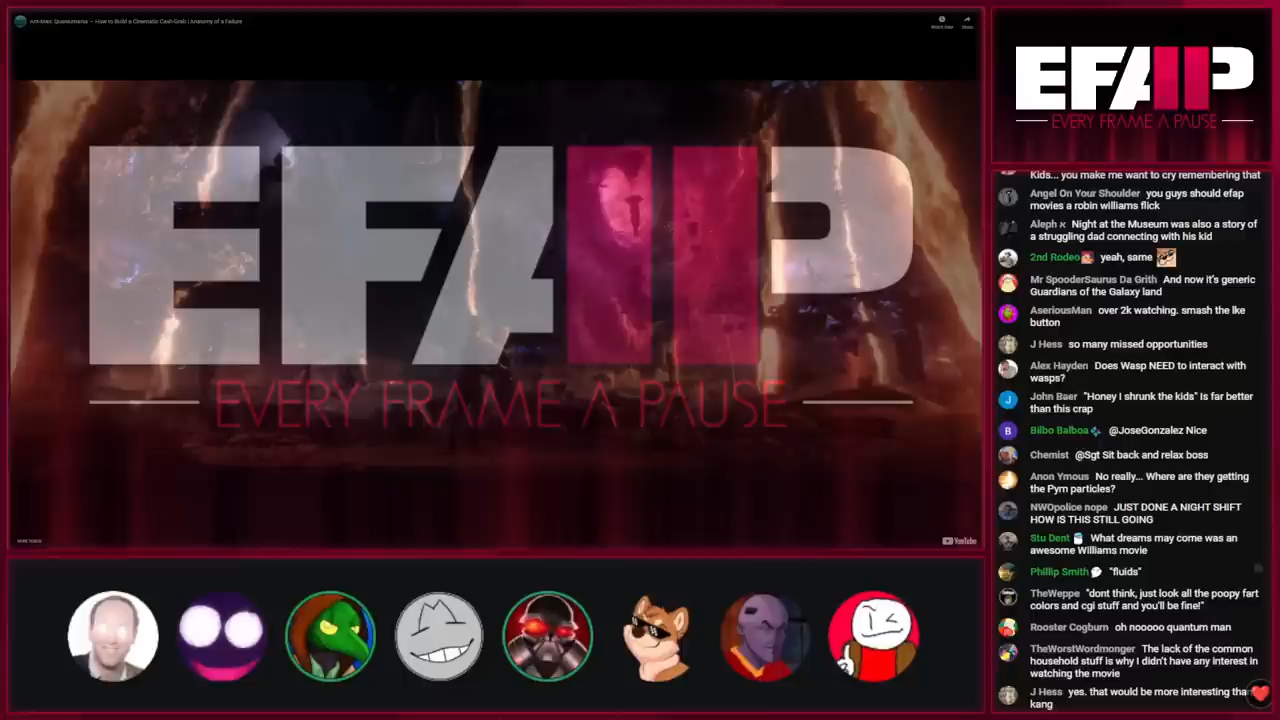 Ant-Man: Quantumania – How to Build a Cinematic Cash-Grab | Anatomy of a Failure
Watch later
Share
EFAP
EVERY FRAME A PAUSE
MORE VIDEOS
YouTube
EFAP
EVERY FRAME A PAUSE
Kids... you make me want to cry remembering that
Angel On Your Shoulder you guys should efap
movies a robin williams flick
Aleph א Night at the Museum was also a story of
a struggling dad connecting with his kid
2nd Rodeo yeah, same
Mr SpooderSaurus Da Grith And now it's generic
Guardians of the Galaxy land
AseriousMan over 2k watching. smash the lke
button
J Hess so many missed opportunities
Alex Hayden Does Wasp NEED to interact with
wasps?
John Baer "Honey I shrunk the kids" Is far better
than this crap
B
Bilbo Balboa @JoseGonzalez Nice
Chemist @Sgt Sit back and relax boss
Anon Ymous No really... Where are they getting
the Pym particles?
NWOpolice nope JUST DONE A NIGHT SHIFT
HOW IS THIS STILL GOING
Stu Dent What dreams may come was an
awesome Williams movie
Phillip Smith "fluids"
TheWeppe "dont think, just look all the poopy fart
colors and cgi stuff and you'll be fine!"
Rooster Cogburn oh nooooo quantum man
TheWorstWordmonger The lack of the common
household stuff is why I didn't have any interest in
watching the movie
J Hess yes. that would be more interesting than
kang